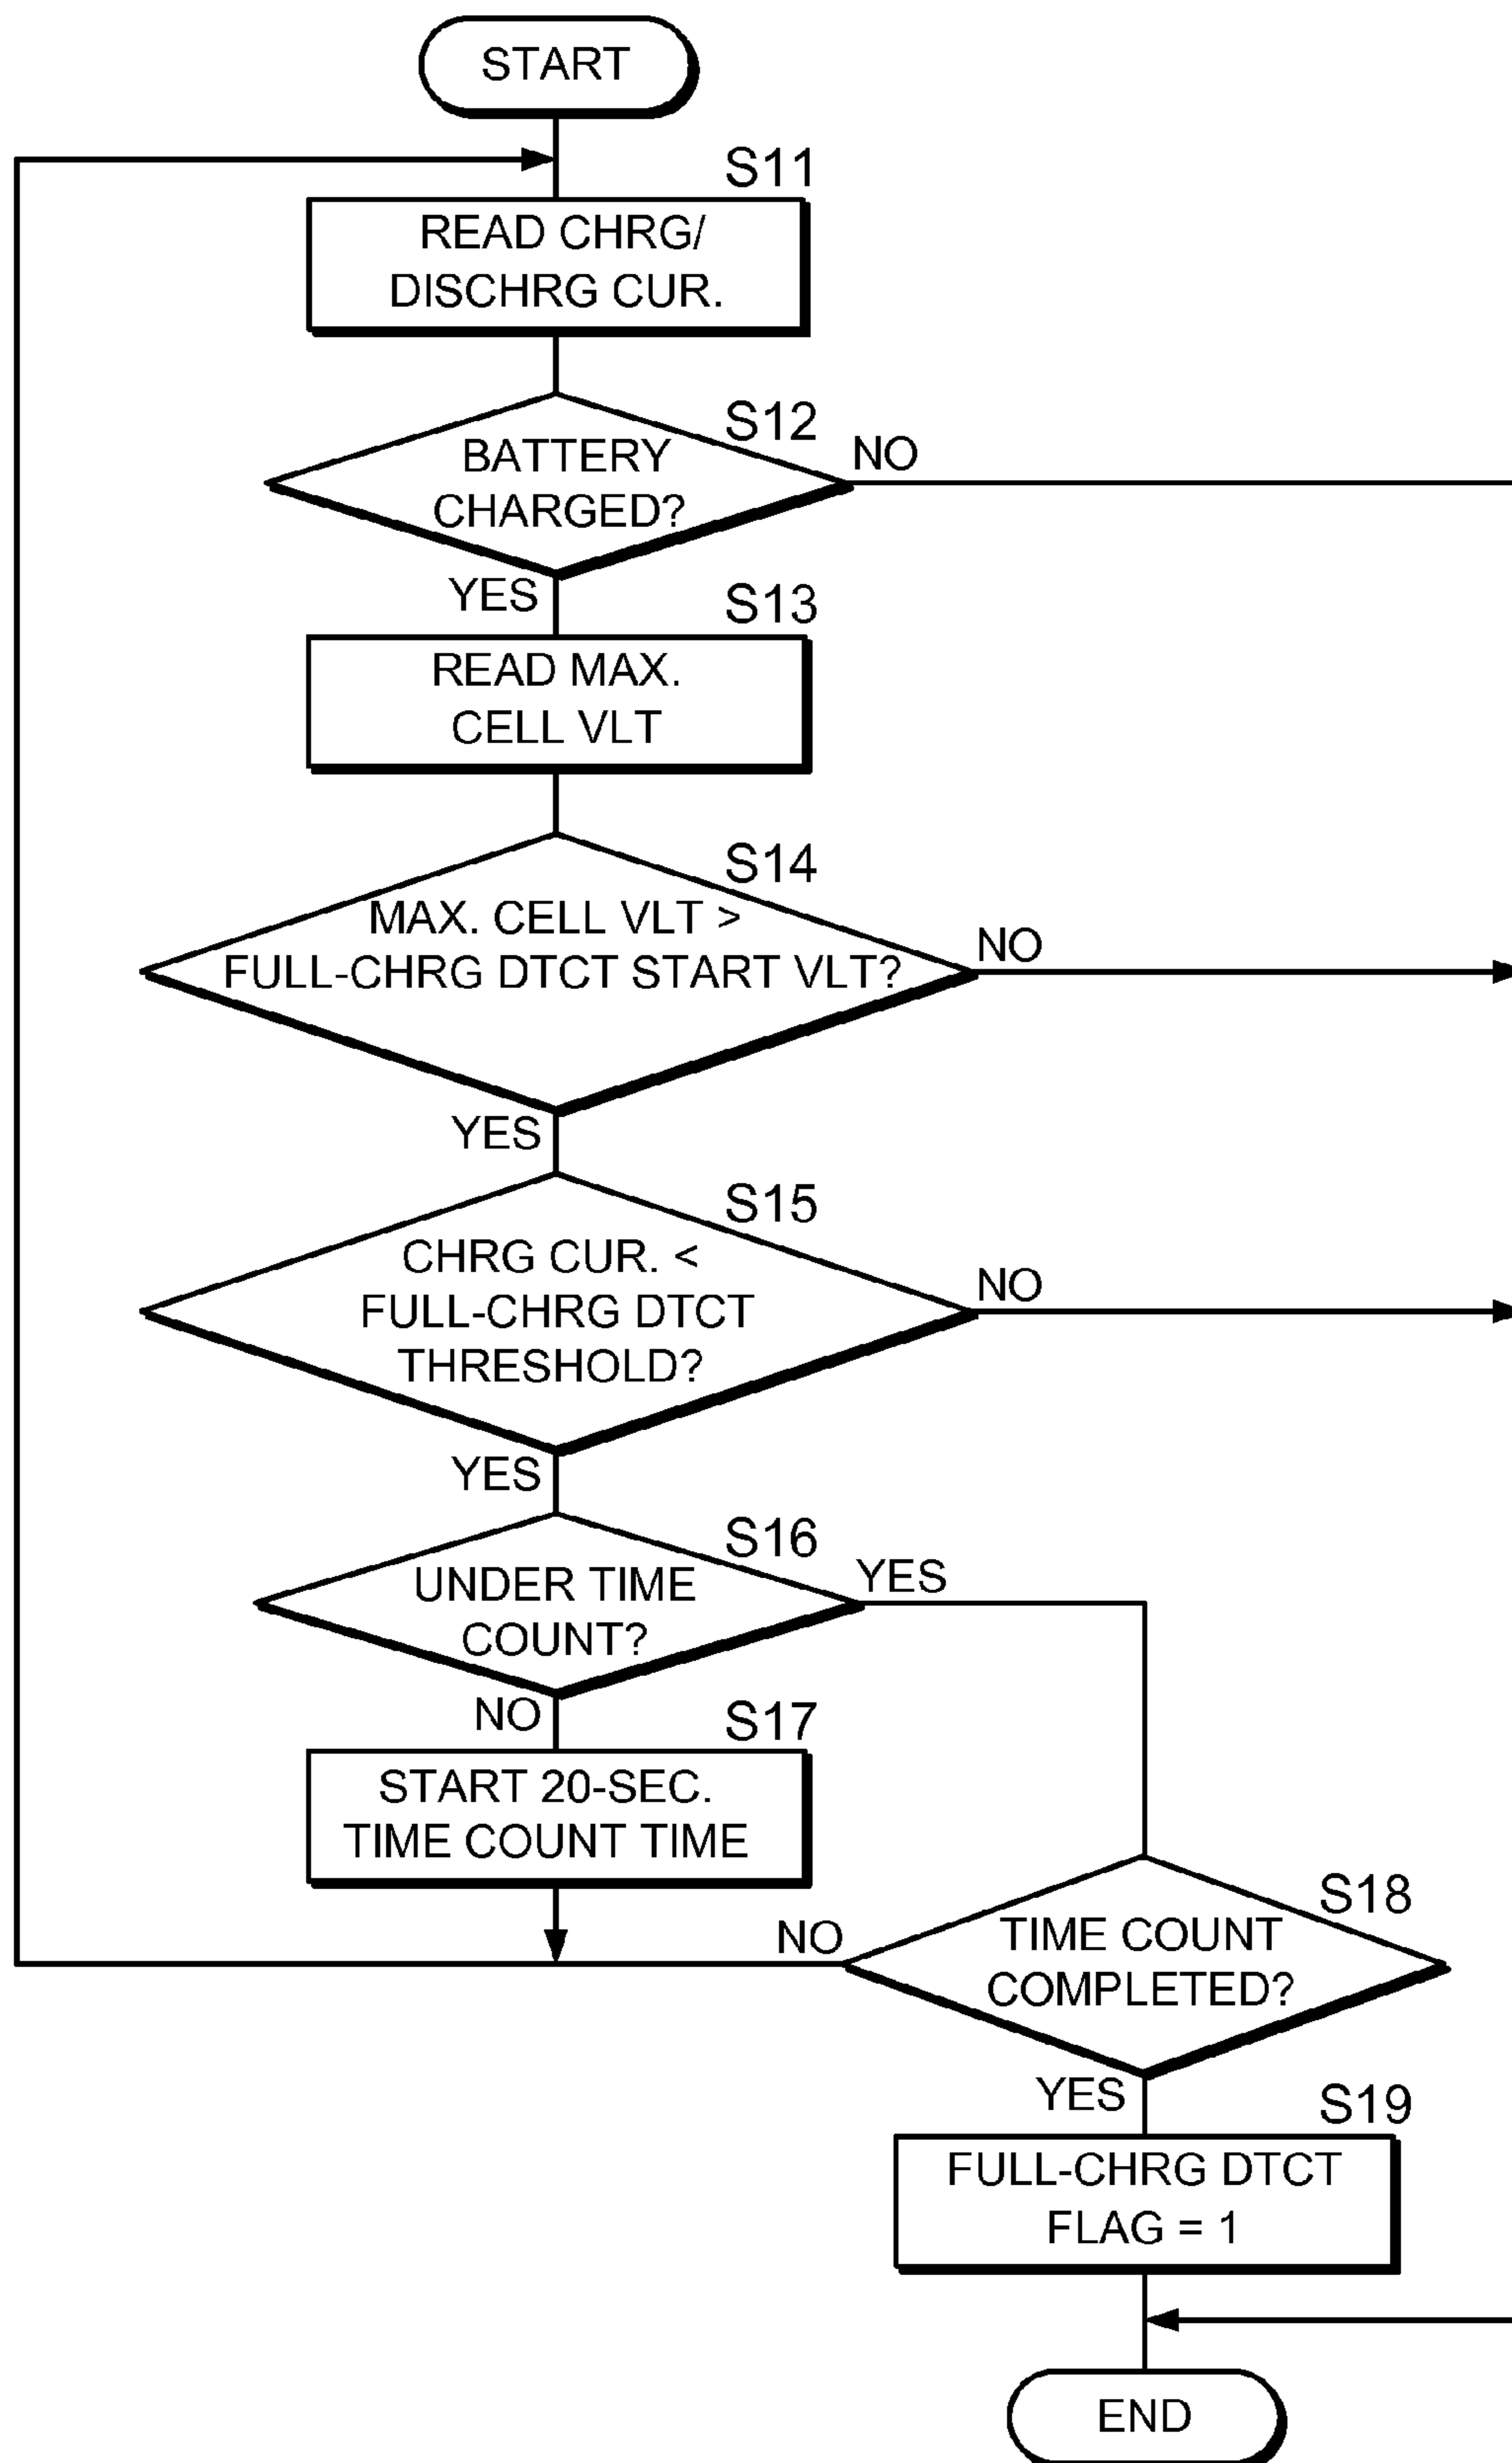 START
S11
READ CHRG/
DISCHRG CUR.
S12
BATTERY
CHARGED?
NO
YES
S13
READ MAX.
CELL VLT
S14
MAX. CELL VLT >
FULL-CHRG DTCT START VLT?
NO
YES
S15
CHRG CUR. <
FULL-CHRG DTCT
THRESHOLD?
NO
YES
S16
UNDER TIME
COUNT?
YES
NO
S17
START 20-SEC.
TIME COUNT TIME
S18
TIME COUNT
COMPLETED?
NO
YES
S19
FULL-CHRG DTCT
FLAG = 1
END